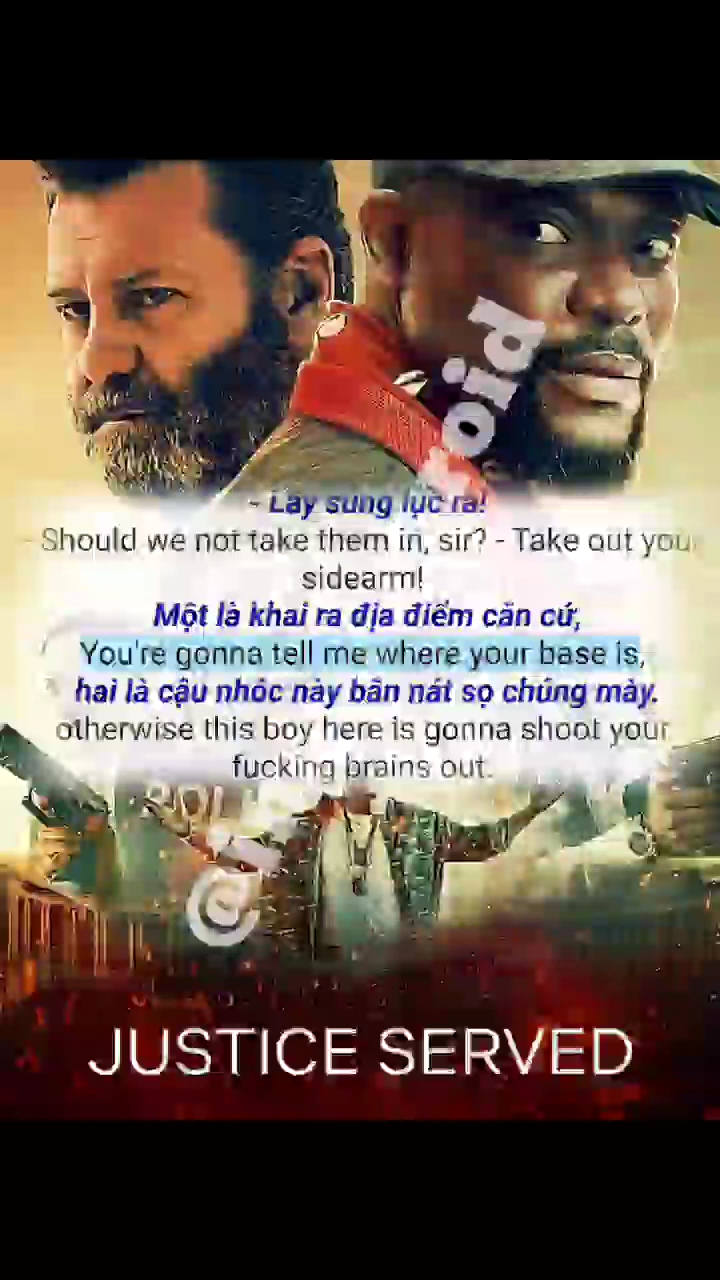 - Lấy súng lục ra!
- Should we not take them in, sir? - Take out your
sidearm!
Một là khai ra địa điểm căn cứ,
You're gonna tell me where your base is,
hai là cậu nhóc này bắn nát sọ chúng mày.
otherwise this boy here is gonna shoot your
fucking brains out.
JUSTICE SERVED